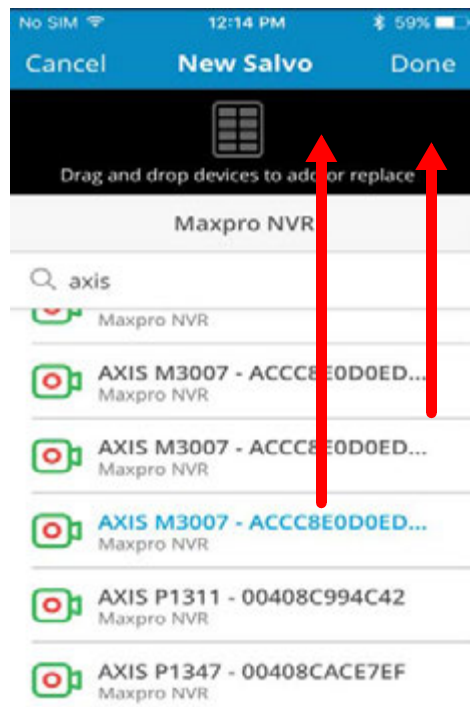 No SIM 12:14 PM 59%
Cancel New Salvo Done
Drag and drop devices to add or replace
Maxpro NVR
axis
Maxpro NVR
AXIS M3007 - ACCC8E0D0ED...
Maxpro NVR
AXIS M3007 - ACCC8E0D0ED...
Maxpro NVR
AXIS M3007 - ACCC8E0D0ED...
Maxpro NVR
AXIS P1311 - 00408C994C42
Maxpro NVR
AXIS P1347 - 00408CACE7EF
Maxpro NVR